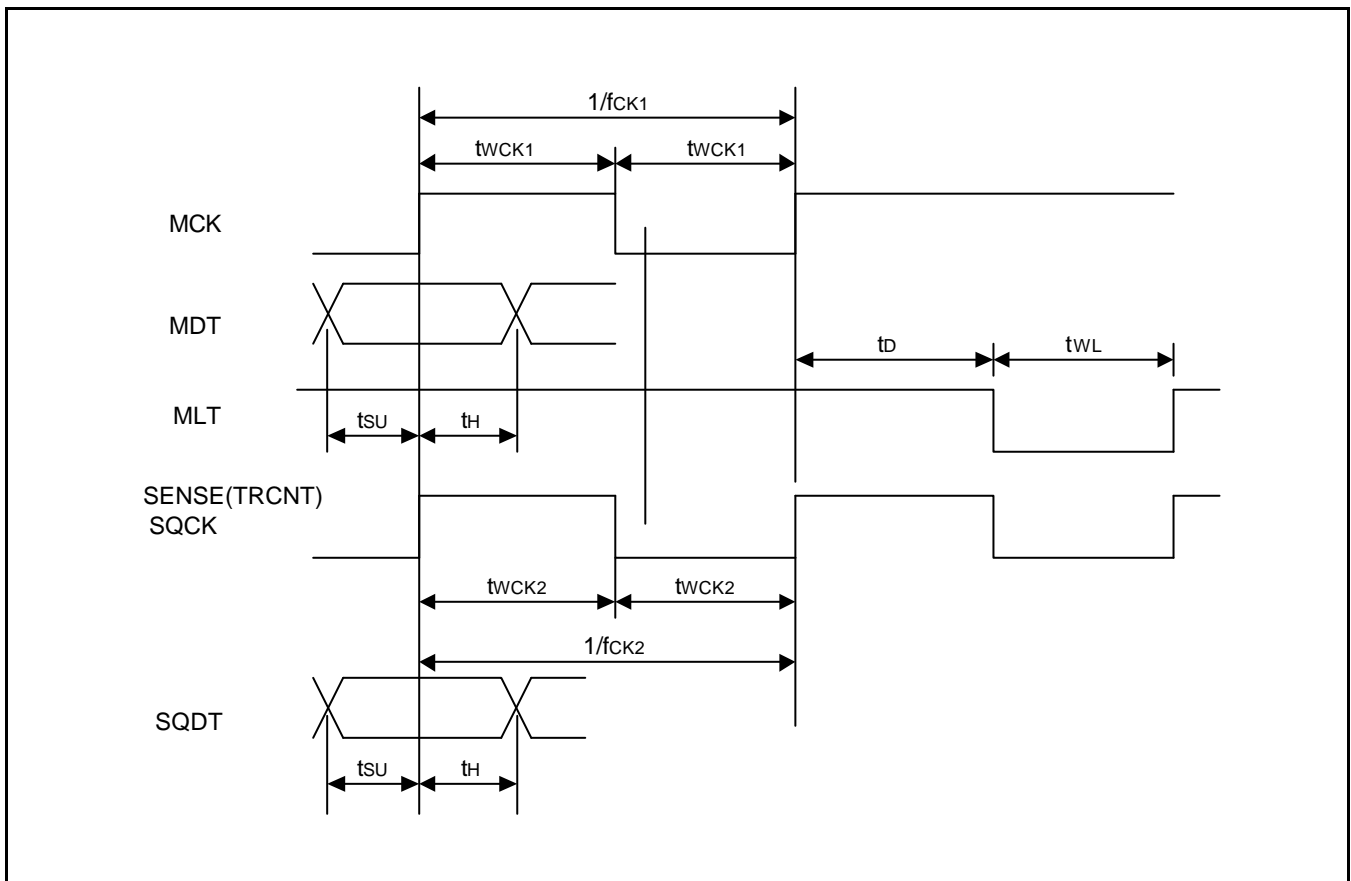 1/fCK1
tWCK1 tWCK1
MCK
MDT
tD tWL
MLT
tSU tH
SENSE(TRCNT)
SQCK
tWCK2 tWCK2
1/fCK2
SQDT
tSU tH